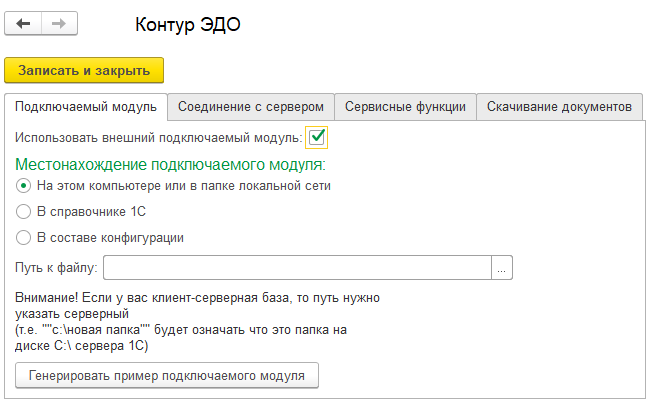 Контур ЭДО
Записать и закрыть
Подключаемый модуль Соединение с сервером Сервисные функции Скачивание документов
Использовать внешний подключаемый модуль:
Местонахождение подключаемого модуля:
На этом компьютере или в папке локальной сети
В справочнике 1С
В составе конфигурации
Путь к файлу: ...
Внимание! Если у вас клиент-серверная база, то путь нужно
указать серверный
(т.е. ""с:\новая папка"" будет означать что это папка на
диске C:\ сервера 1С)
Генерировать пример подключаемого модуля